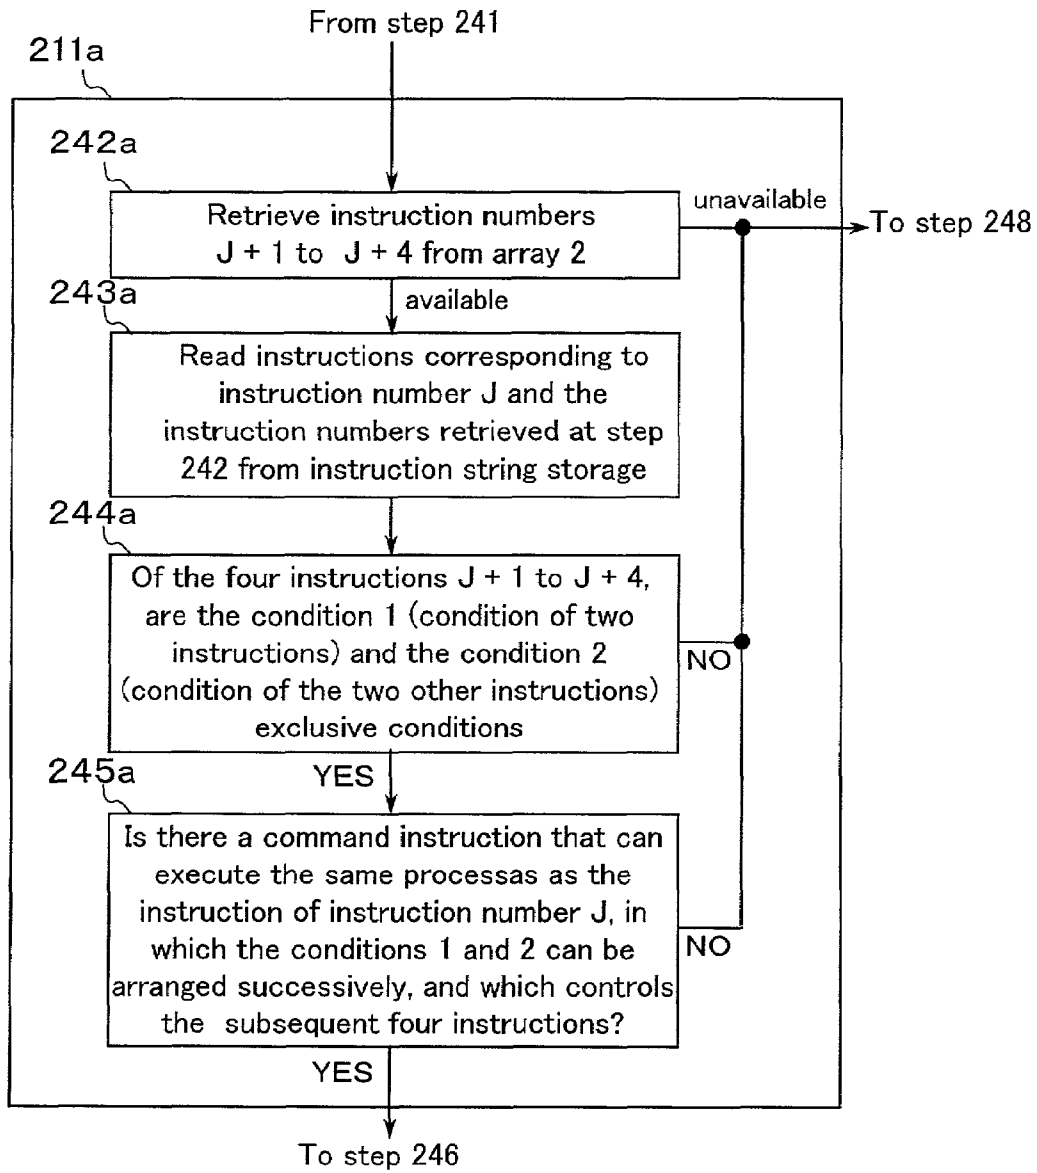 From step 241
211a
242a
Retrieve instruction numbers
J + 1 to J + 4 from array 2
unavailable
To step 248
available
243a
Read instructions corresponding to
instruction number J and the
instruction numbers retrieved at step
242 from instruction string storage
244a
Of the four instructions J + 1 to J + 4,
are the condition 1 (condition of two
instructions) and the condition 2
(condition of the two other instructions)
exclusive conditions
NO
YES
245a
Is there a command instruction that can
execute the same processas as the
instruction of instruction number J, in
which the conditions 1 and 2 can be
arranged successively, and which controls
the subsequent four instructions?
NO
YES
To step 246